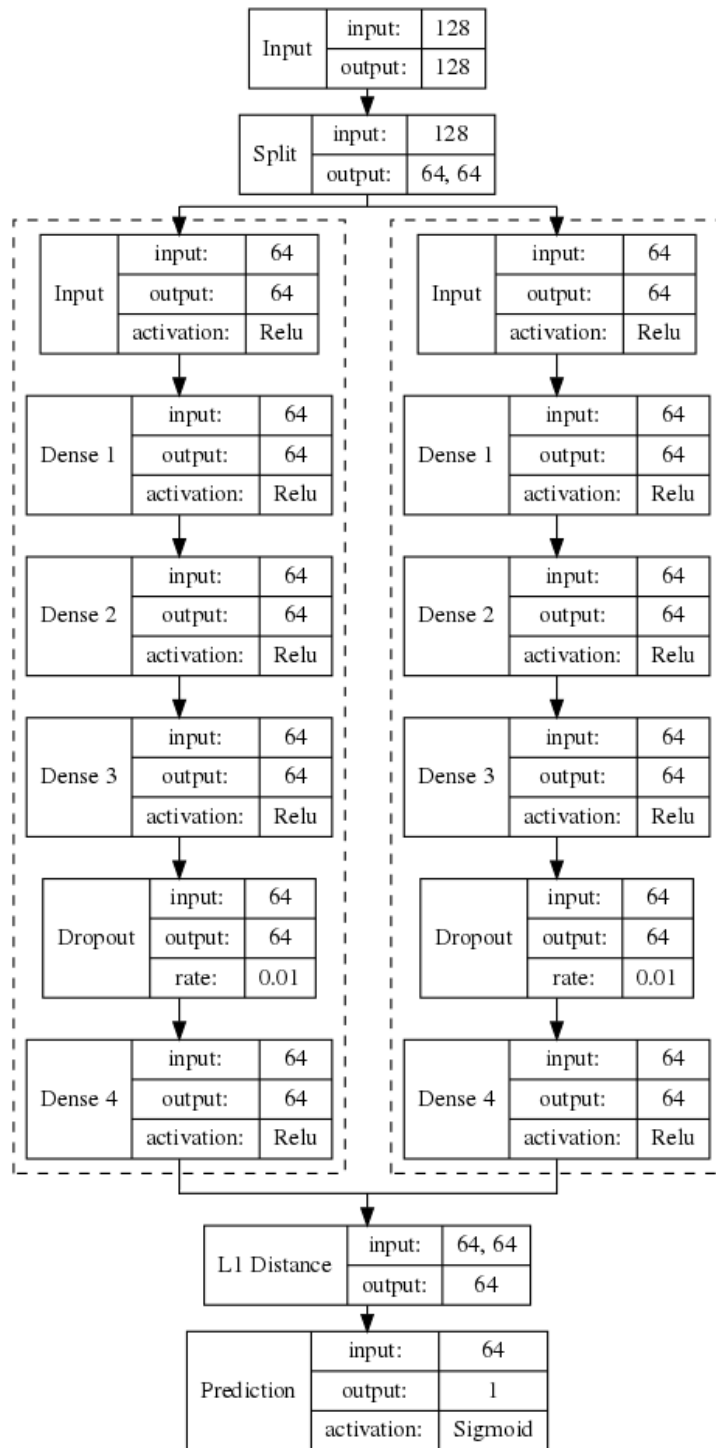 Input input: 128
output: 128
Split input: 128
output: 64, 64
Input input: 64
output: 64
activation: Relu
Dense 1 input: 64
output: 64
activation: Relu
Dense 2 input: 64
output: 64
activation: Relu
Dense 3 input: 64
output: 64
activation: Relu
Dropout input: 64
output: 64
rate: 0.01
Dense 4 input: 64
output: 64
activation: Relu
Input input: 64
output: 64
activation: Relu
Dense 1 input: 64
output: 64
activation: Relu
Dense 2 input: 64
output: 64
activation: Relu
Dense 3 input: 64
output: 64
activation: Relu
Dropout input: 64
output: 64
rate: 0.01
Dense 4 input: 64
output: 64
activation: Relu
L1 Distance input: 64, 64
output: 64
Prediction input: 64
output: 1
activation: Sigmoid